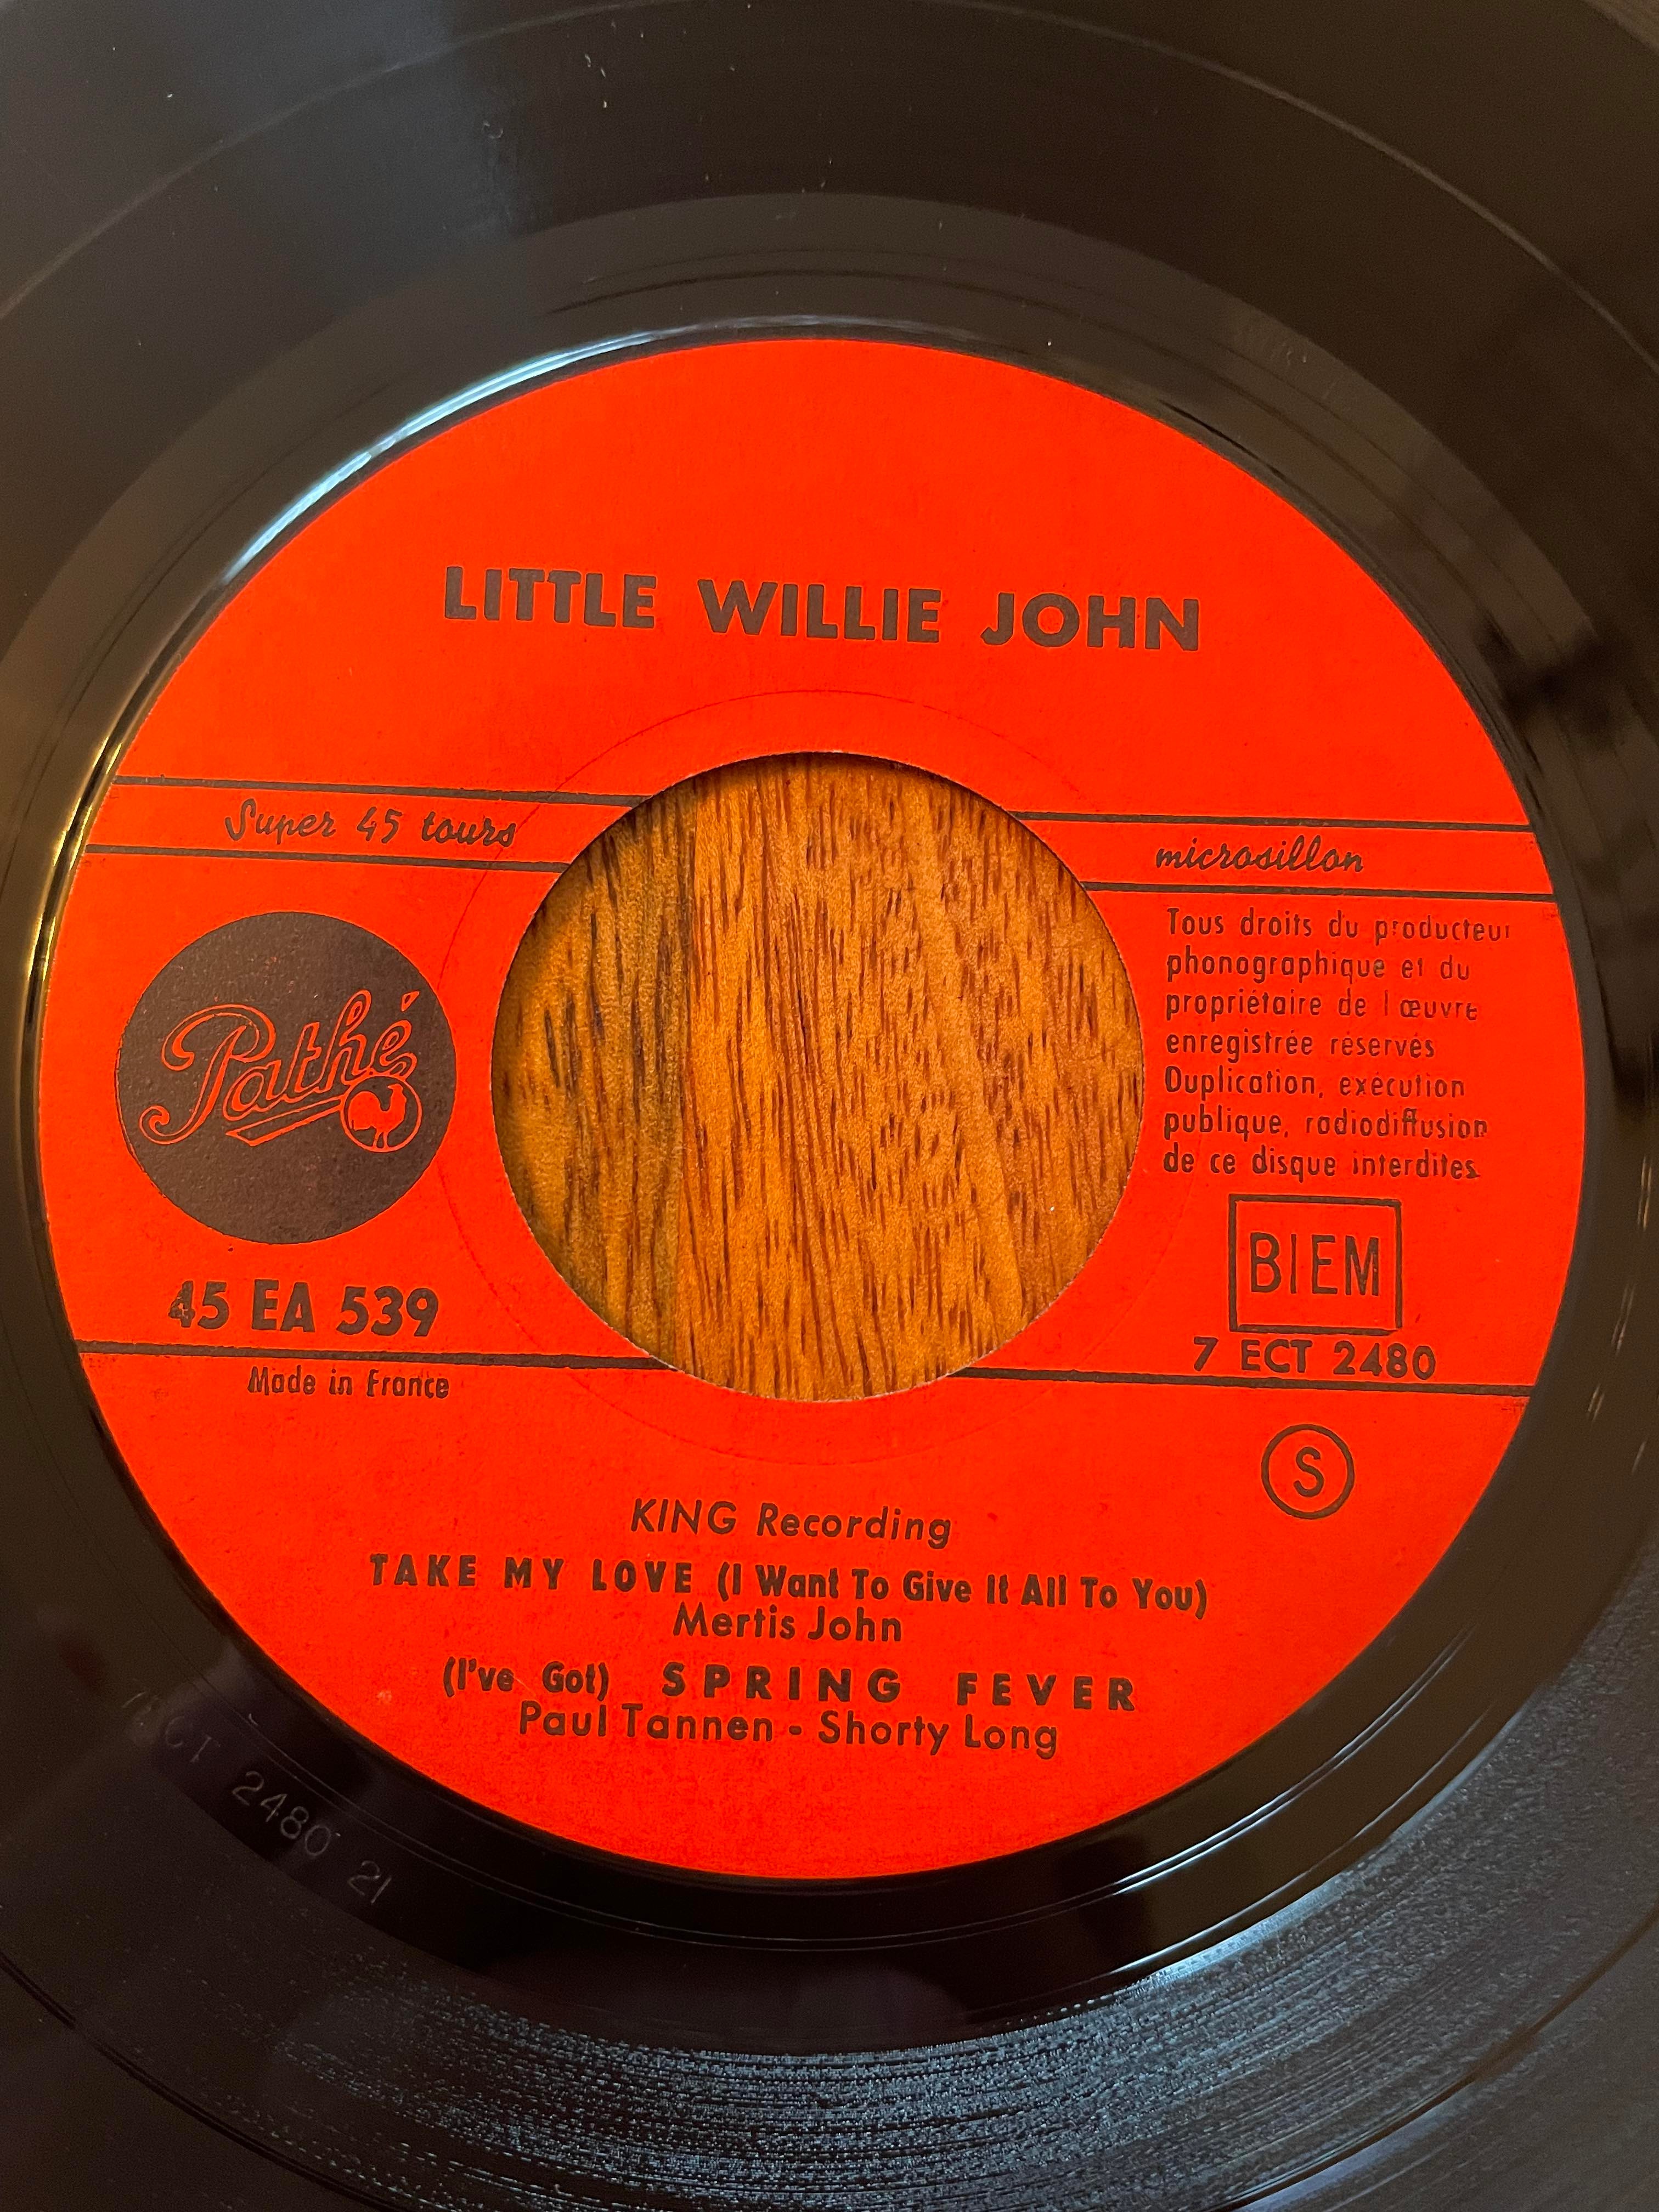 LITTLE WILLIE JOHN
Super 45 tours
microsillon
Tous droits du producteur
phonographique et du
propriétaire de l œuvre
enregistrée réservés
Duplication, exécution
publique, radiodiffusion
de ce disque interdites.
Pathé
BIEM
45 EA 539
7 ECT 2480
Made in France
S
KING Recording
TAKE MY LOVE (I Want To Give It All To You)
Mertis John
(I've Got) SPRING FEVER
Paul Tannen - Shorty Long
2480 21